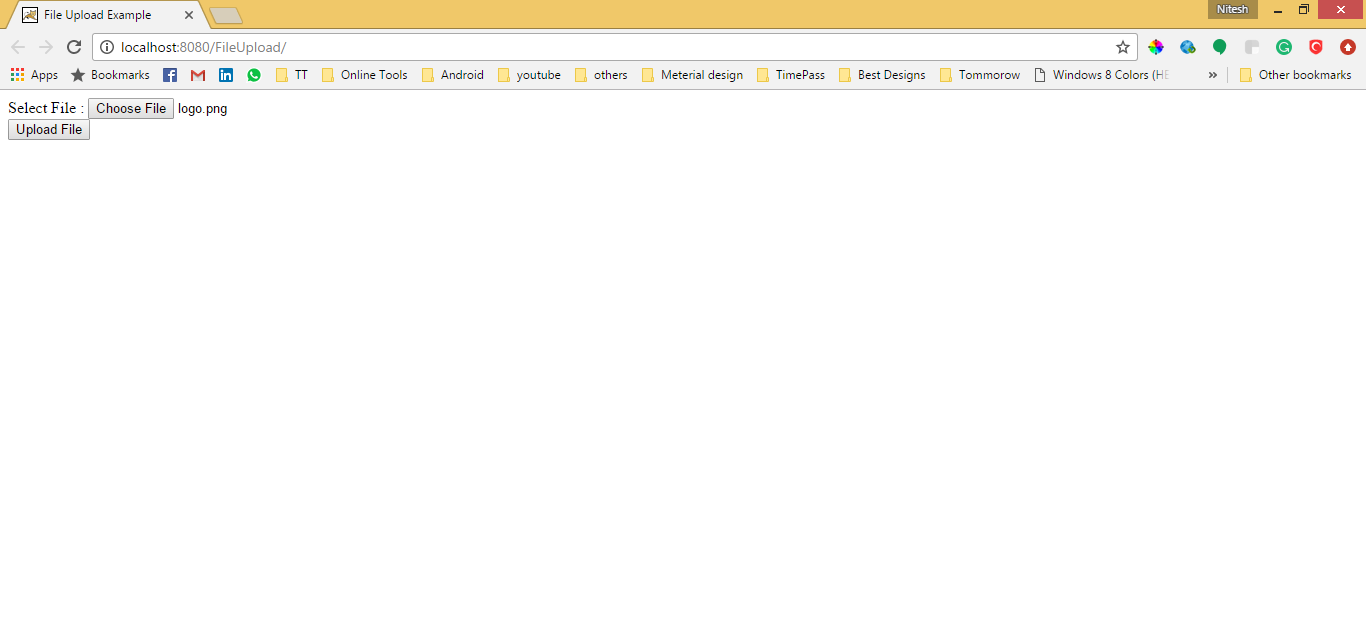 File Upload Example
Nitesh
localhost:8080/FileUpload/
Apps Bookmarks TT Online Tools Android youtube others Meterial design TimePass Best Designs Tommorow Windows 8 Colors (HE » Other bookmarks
Select File : Choose File logo.png
Upload File